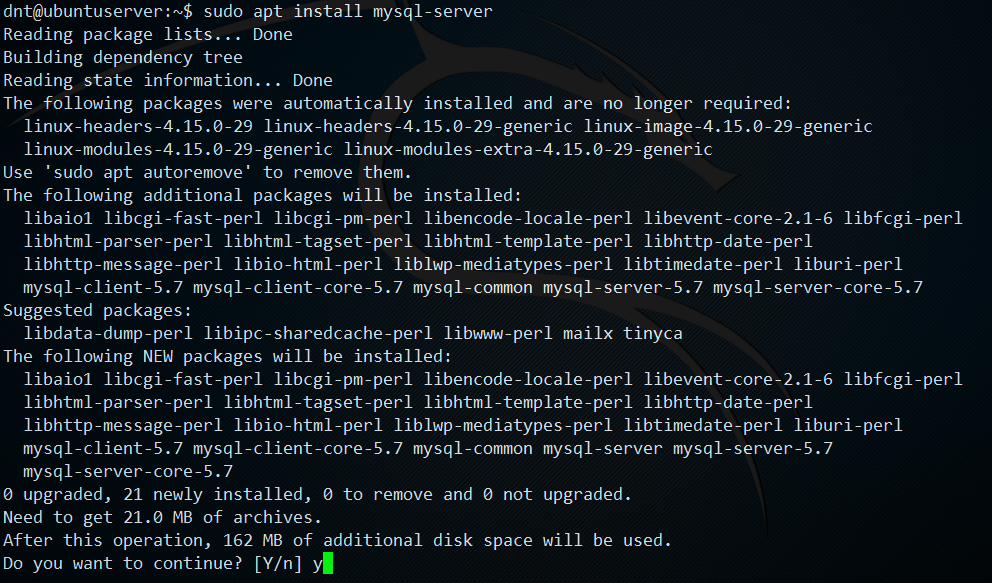 dnt@ubuntuserver:~$ sudo apt install mysql-server
Reading package lists... Done
Building dependency tree
Reading state information... Done
The following packages were automatically installed and are no longer required:
  linux-headers-4.15.0-29 linux-headers-4.15.0-29-generic linux-image-4.15.0-29-generic
  linux-modules-4.15.0-29-generic linux-modules-extra-4.15.0-29-generic
Use 'sudo apt autoremove' to remove them.
The following additional packages will be installed:
  libaio1 libcgi-fast-perl libcgi-pm-perl libencode-locale-perl libevent-core-2.1-6 libfcgi-perl
  libhtml-parser-perl libhtml-tagset-perl libhtml-template-perl libhttp-date-perl
  libhttp-message-perl libio-html-perl liblwp-mediatypes-perl libtimedate-perl liburi-perl
  mysql-client-5.7 mysql-client-core-5.7 mysql-common mysql-server-5.7 mysql-server-core-5.7
Suggested packages:
  libdata-dump-perl libipc-sharedcache-perl libwww-perl mailx tinyca
The following NEW packages will be installed:
  libaio1 libcgi-fast-perl libcgi-pm-perl libencode-locale-perl libevent-core-2.1-6 libfcgi-perl
  libhtml-parser-perl libhtml-tagset-perl libhtml-template-perl libhttp-date-perl
  libhttp-message-perl libio-html-perl liblwp-mediatypes-perl libtimedate-perl liburi-perl
  mysql-client-5.7 mysql-client-core-5.7 mysql-common mysql-server mysql-server-5.7
  mysql-server-core-5.7
0 upgraded, 21 newly installed, 0 to remove and 0 not upgraded.
Need to get 21.0 MB of archives.
After this operation, 162 MB of additional disk space will be used.
Do you want to continue? [Y/n] y